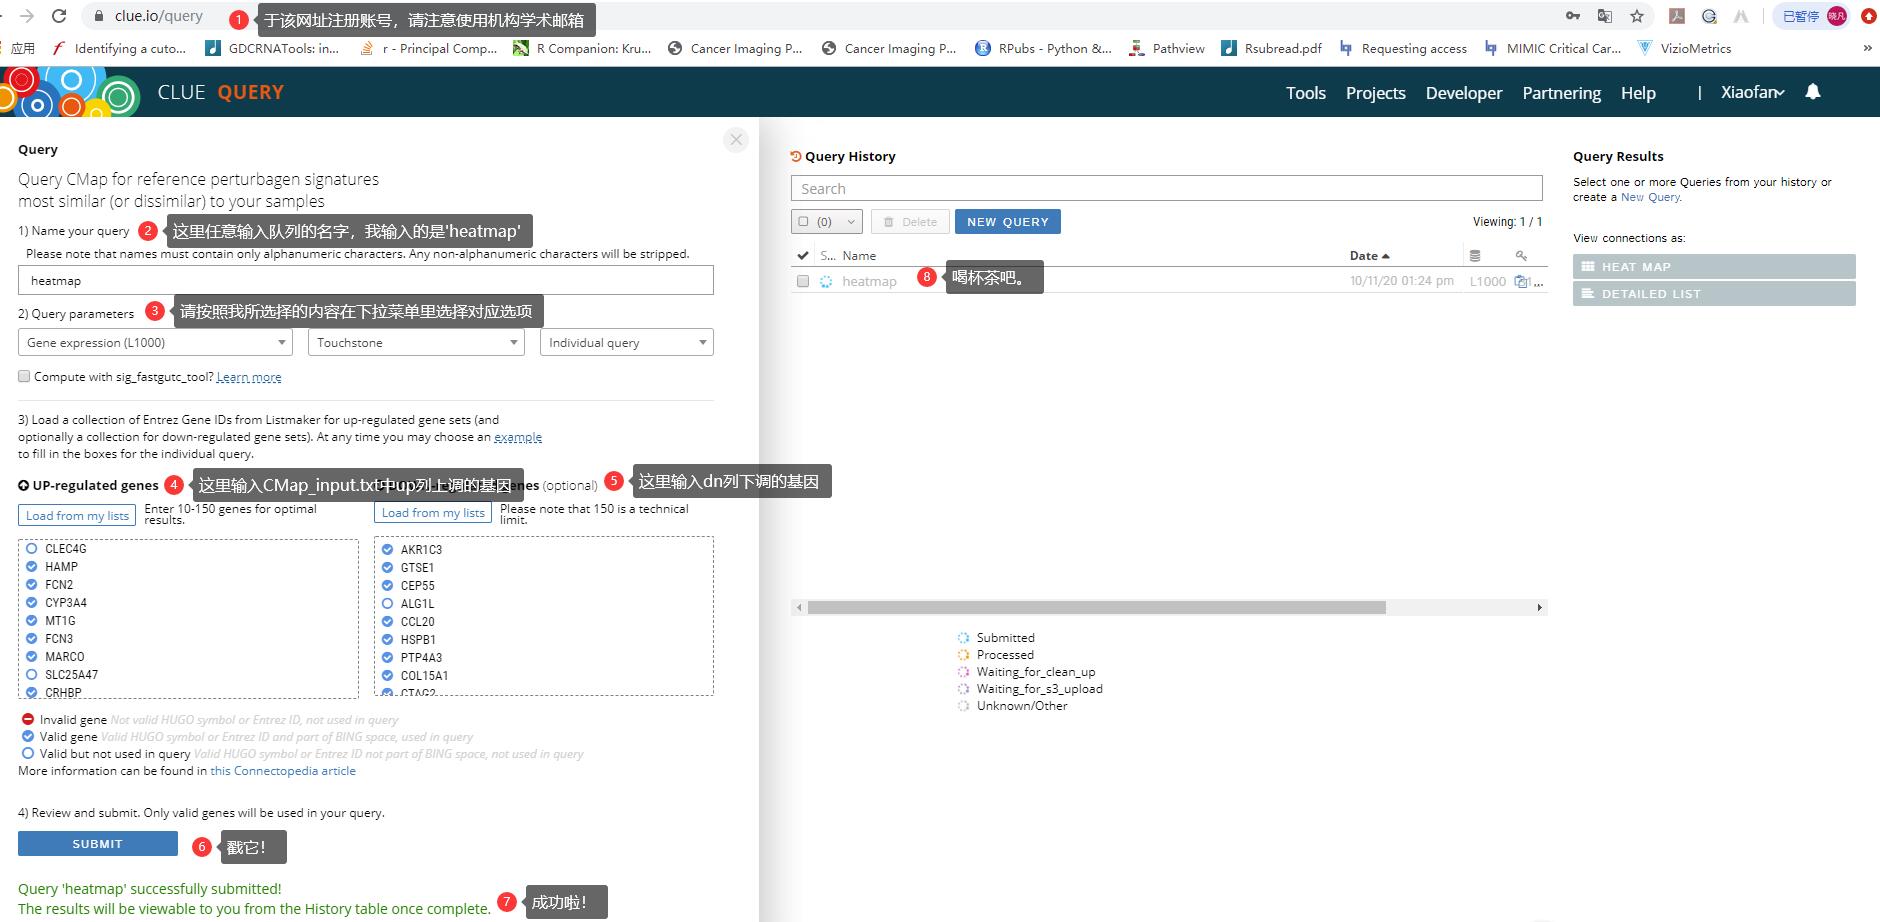 clue.io/query
1 于该网址注册账号，请注意使用机构学术邮箱
已暂停 晓凡
应用 Identifying a cuto... GDCRNATools: in... r - Principal Comp... R Companion: Kru... Cancer Imaging P... Cancer Imaging P... RPubs - Python &... Pathview Rsubread.pdf Requesting access MIMIC Critical Car... VizioMetrics »
CLUE QUERY
Tools Projects Developer Partnering Help | Xiaofan
Query
Query CMap for reference perturbagen signatures
most similar (or dissimilar) to your samples
1) Name your query
2 这里任意输入队列的名字，我输入的是'heatmap'
Please note that names must contain only alphanumeric characters. Any non-alphanumeric characters will be stripped.
heatmap
2) Query parameters
3 请按照我所选择的内容在下拉菜单里选择对应选项
Gene expression (L1000) Touchstone Individual query
Compute with sig_fastgutc_tool? Learn more
3) Load a collection of Entrez Gene IDs from Listmaker for up-regulated gene sets (and
optionally a collection for down-regulated gene sets). At any time you may choose an example
to fill in the boxes for the individual query.
UP-regulated genes
4 这里输入CMap_input.txt中up列上调的基因
nes (optional)
5 这里输入dn列下调的基因
Load from my lists
Enter 10-150 genes for optimal
results.
CLEC4G
HAMP
FCN2
CYP3A4
MT1G
FCN3
MARCO
SLC25A47
CRHBP
Load from my lists
Please note that 150 is a technical
limit.
AKR1C3
GTSE1
CEP55
ALG1L
CCL20
HSPB1
PTP4A3
COL15A1
CTAG2
Invalid gene Not valid HUGO symbol or Entrez ID, not used in query
Valid gene Valid HUGO symbol or Entrez ID and part of BING space, used in query
Valid but not used in query Valid HUGO symbol or Entrez ID not part of BING space, not used in query
More information can be found in this Connectopedia article
4) Review and submit. Only valid genes will be used in your query.
SUBMIT
6 戳它！
Query 'heatmap' successfully submitted!
The results will be viewable to you from the History table once complete.
7 成功啦！
Query History
Search
(0) Delete NEW QUERY Viewing: 1 / 1
S... Name Date
heatmap 10/11/20 01:24 pm L1000 ...
8 喝杯茶吧。
Submitted
Processed
Waiting_for_clean_up
Waiting_for_s3_upload
Unknown/Other
Query Results
Select one or more Queries from your history or
create a New Query.
View connections as:
HEAT MAP
DETAILED LIST